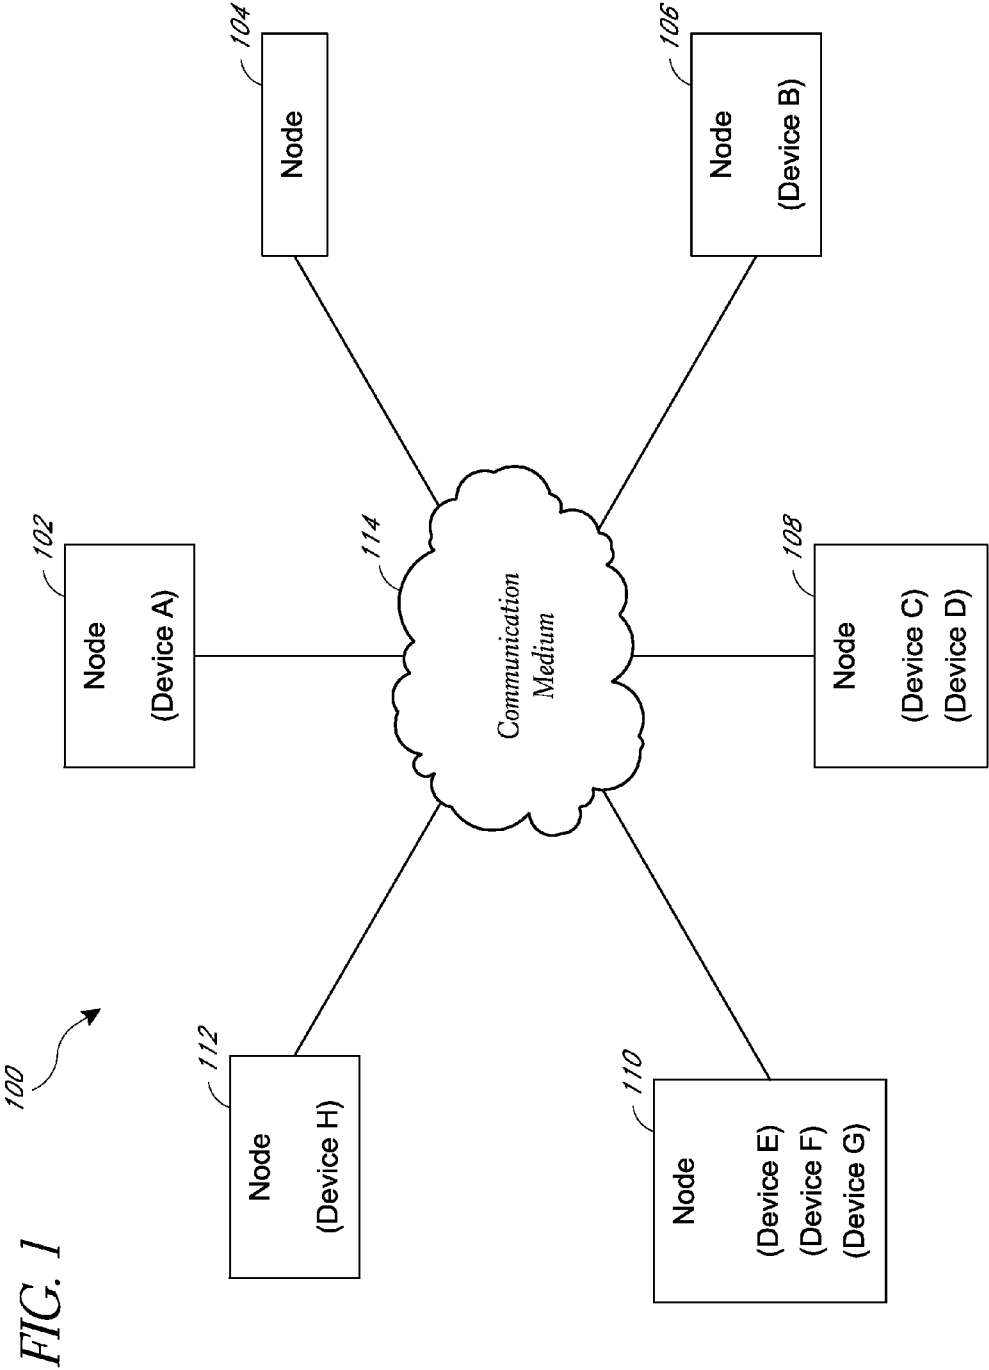 FIG. 1
100
102
Node
(Device A)
104
Node
112
Node
(Device H)
114
Communication
Medium
106
Node
(Device B)
110
Node
(Device E)
(Device F)
(Device G)
108
Node
(Device C)
(Device D)